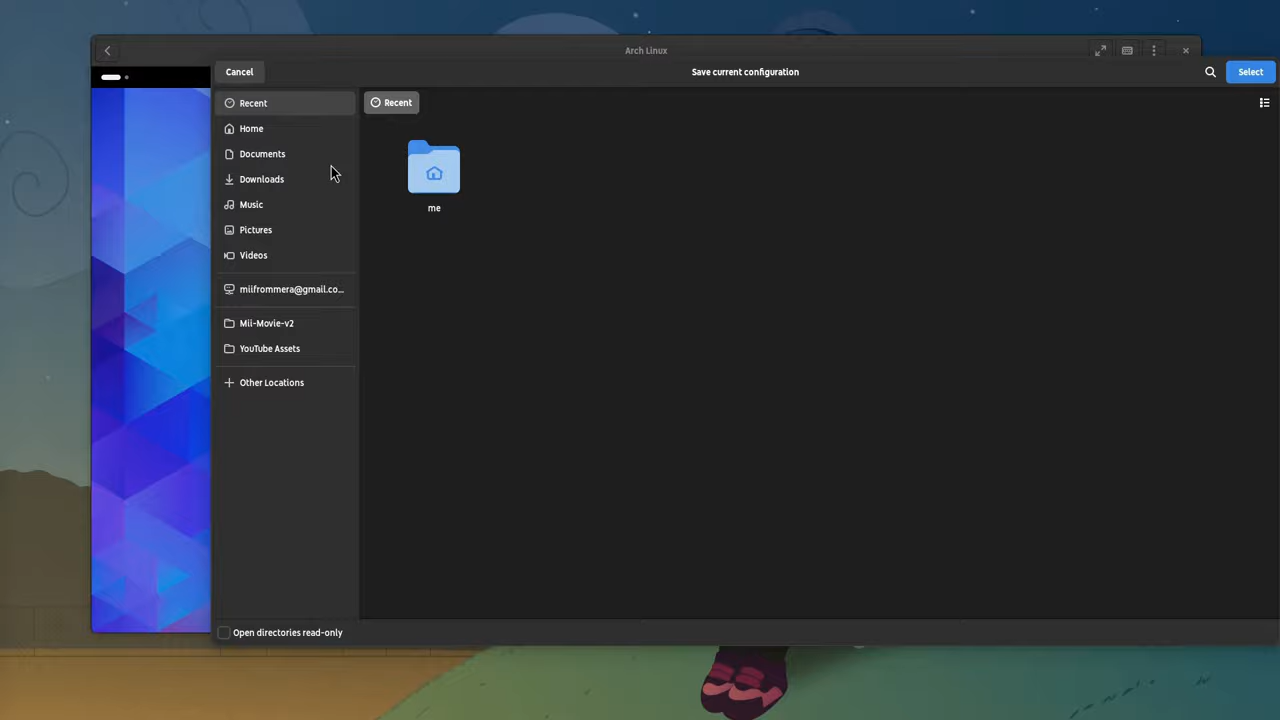 Arch Linux
Cancel
Save current configuration
Select
Recent
Recent
Home
Documents
Downloads
Music
Pictures
Videos
me
miifrommera@gmail.co...
Mii-Movie-v2
YouTube Assets
Other Locations
Open directories read-only